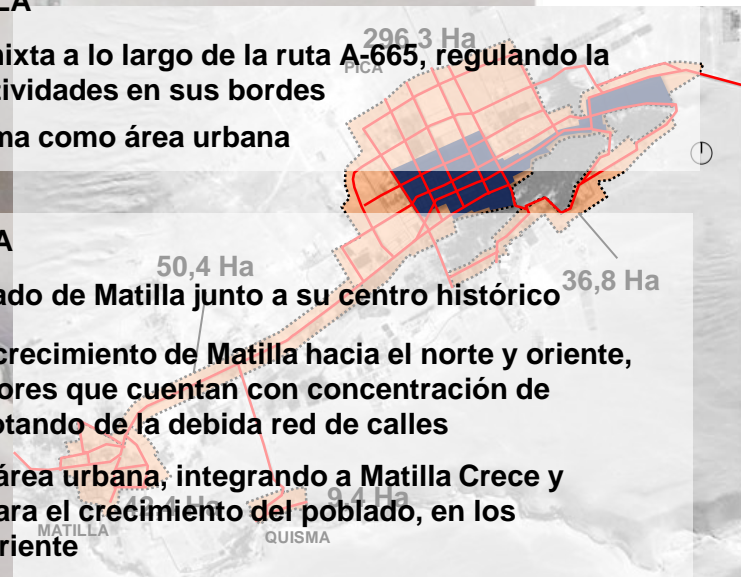 LA
mixta a lo largo de la ruta A-665, regulando la
tividades en sus bordes
ma como área urbana
296,3 Ha
PICA
A
50,4 Ha
36,8 Ha
ado de Matilla junto a su centro histórico
crecimiento de Matilla hacia el norte y oriente,
ores que cuentan con concentración de
otando de la debida red de calles
área urbana, integrando a Matilla Crece y
ara el crecimiento del poblado, en los
riente
Ha
9,4 Ha
MATILLA
QUISMA